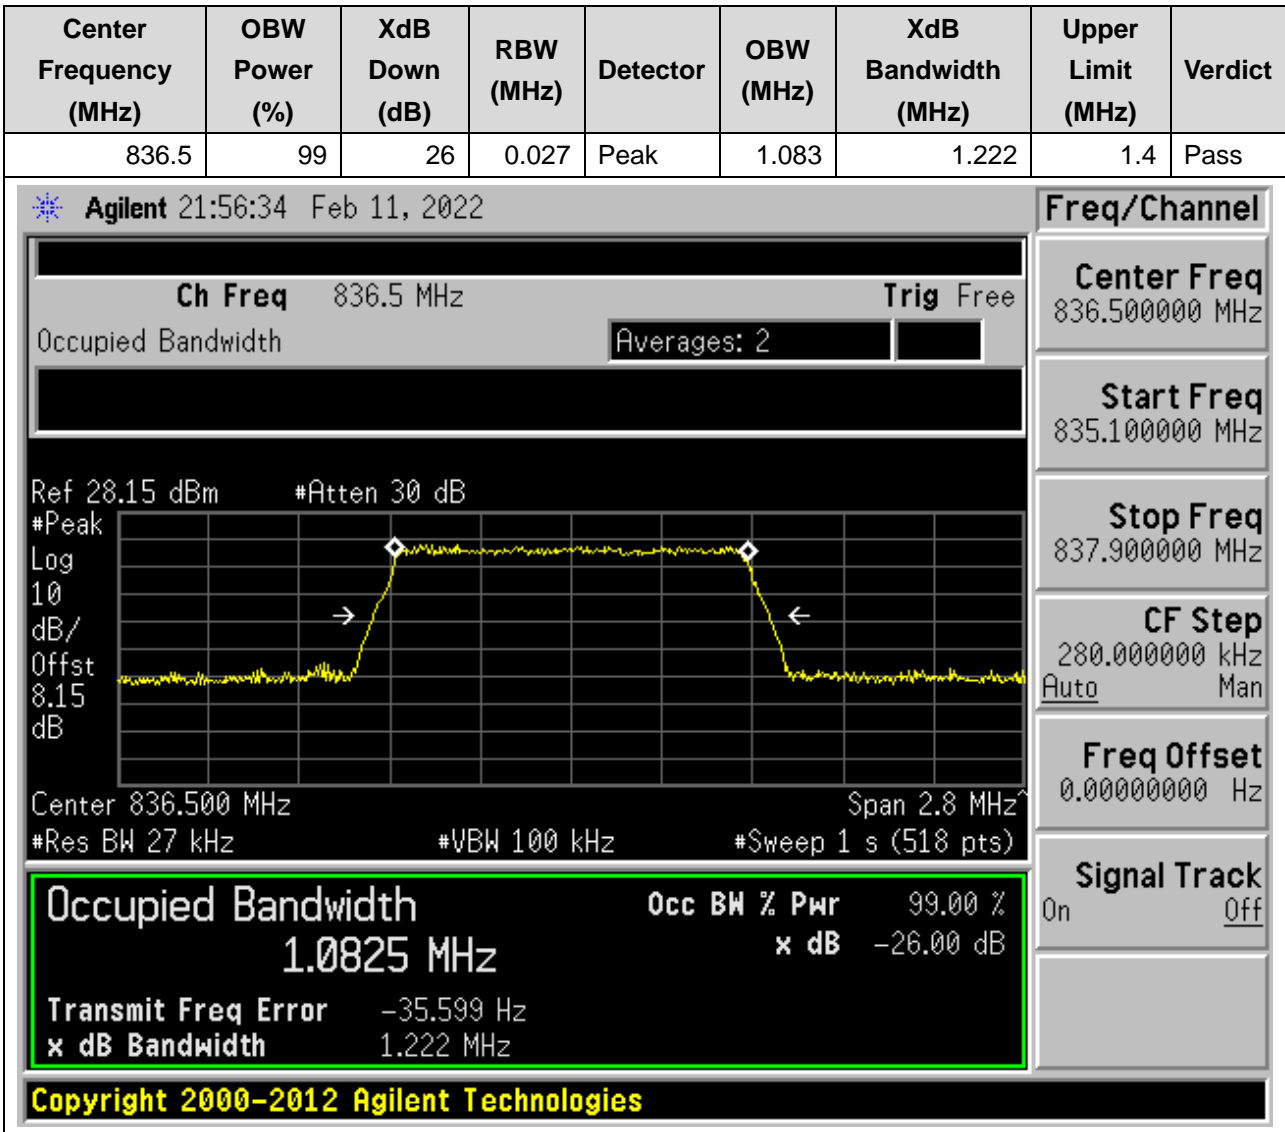 Center Frequency (MHz) OBW Power (%) XdB Down (dB) RBW (MHz) Detector OBW (MHz) XdB Bandwidth (MHz) Upper Limit (MHz) Verdict
836.5 99 26 0.027 Peak 1.083 1.222 1.4 Pass
Agilent 21:56:34 Feb 11, 2022
Ch Freq 836.5 MHz Trig Free
Occupied Bandwidth Averages: 2
Ref 28.15 dBm #Atten 30 dB
#Peak
Log
10
dB/
Offst
8.15
dB
Center 836.500 MHz Span 2.8 MHz^
#Res BW 27 kHz #VBW 100 kHz #Sweep 1 s (518 pts)
Occupied Bandwidth Occ BW % Pwr 99.00 %
1.0825 MHz x dB -26.00 dB
Transmit Freq Error -35.599 Hz
x dB Bandwidth 1.222 MHz
Copyright 2000-2012 Agilent Technologies
Freq/Channel
Center Freq
836.500000 MHz
Start Freq
835.100000 MHz
Stop Freq
837.900000 MHz
CF Step
280.000000 kHz
Auto Man
Freq Offset
0.00000000 Hz
Signal Track
On Off